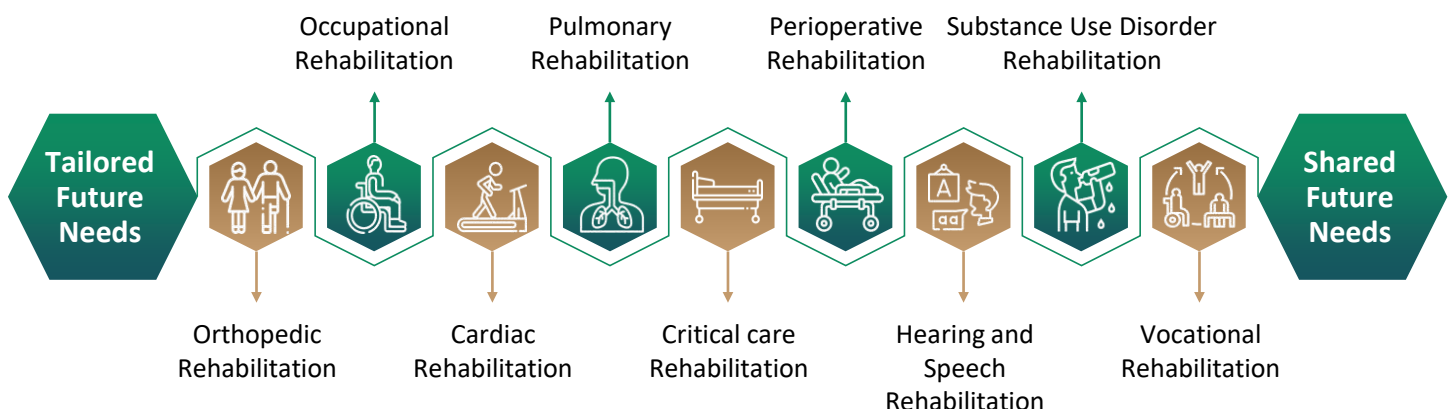 Occupational
Rehabilitation
Pulmonary
Rehabilitation
Perioperative
Rehabilitation
Substance Use Disorder
Rehabilitation
Tailored
Future
Needs
A
Shared
Future
Needs
Orthopedic
Rehabilitation
Cardiac
Rehabilitation
Critical care
Rehabilitation
Hearing and
Speech
Rehabilitation
Vocational
Rehabilitation